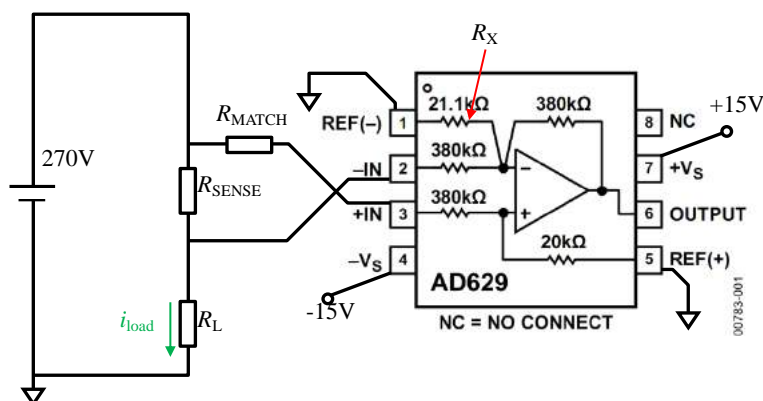 R_X
+15V
21.1kΩ
380kΩ
REF(–)
1
8
NC
R_MATCH
270V
–IN
2
380kΩ
–
7
+V_S
R_SENSE
+IN
3
380kΩ
+
6
OUTPUT
20kΩ
–V_S
4
5
REF(+)
AD629
-15V
i_load
R_L
NC = NO CONNECT
00783-001